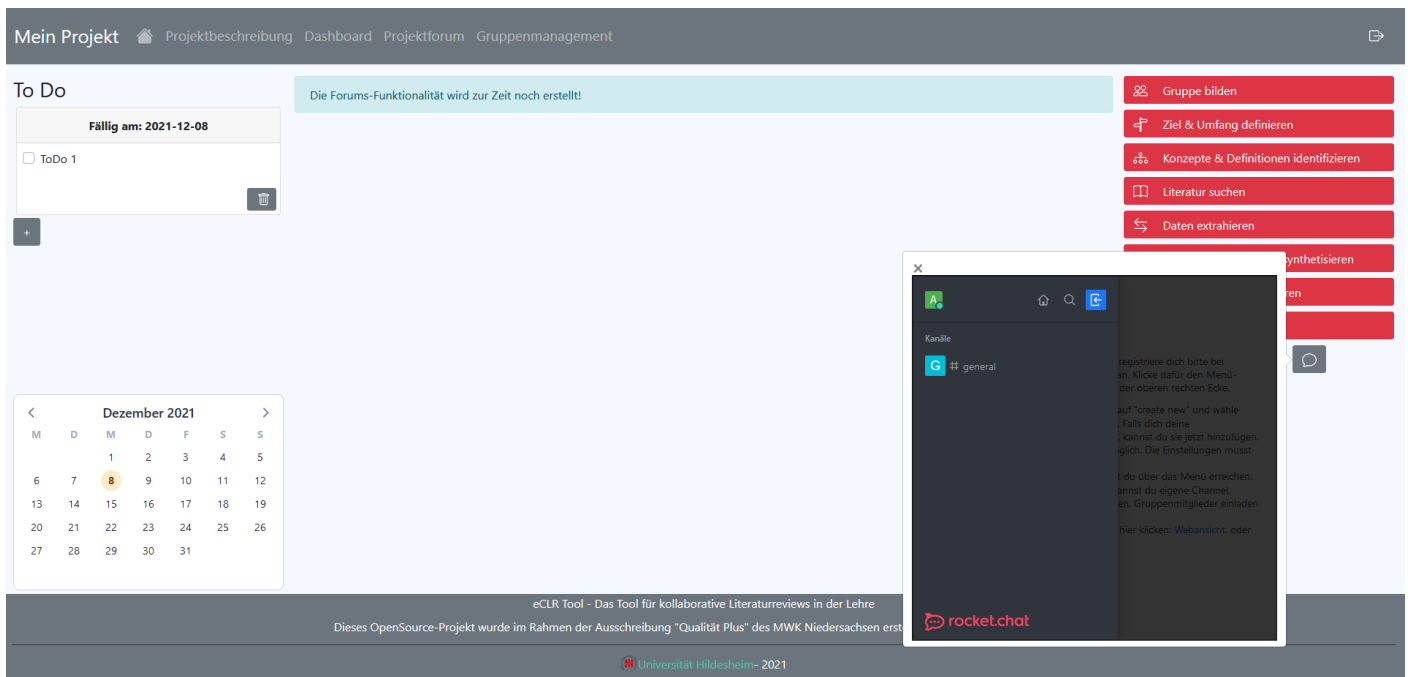 Mein Projekt Projektbeschreibung Dashboard Projektforum Gruppenmanagement
To Do
Fällig am: 2021-12-08
ToDo 1
+
Dezember 2021
M D M D F S S
1 2 3 4 5
6 7 8 9 10 11 12
13 14 15 16 17 18 19
20 21 22 23 24 25 26
27 28 29 30 31
Die Forums-Funktionalität wird zur Zeit noch erstellt!
Gruppe bilden
Ziel & Umfang definieren
Konzepte & Definitionen identifizieren
Literatur suchen
Daten extrahieren
ynthetisieren
ren
×
A
Kanäle
G # general
registriere dich bitte bei
an. Klicke dafür den Menü-
der oberen rechten Ecke.
auf "create new" und wähle
. Falls dich deine
, kannst du sie jetzt hinzufügen.
glich. Die Einstellungen musst
t du über das Menü erreichen.
annst du eigene Channel,
en, Gruppenmitglieder einladen
hier klicken: Webansicht, oder
rocket.chat
eCLR Tool - Das Tool für kollaborative Literaturreviews in der Lehre
Dieses OpenSource-Projekt wurde im Rahmen der Ausschreibung "Qualität Plus" des MWK Niedersachsen erst
Universität Hildesheim- 2021